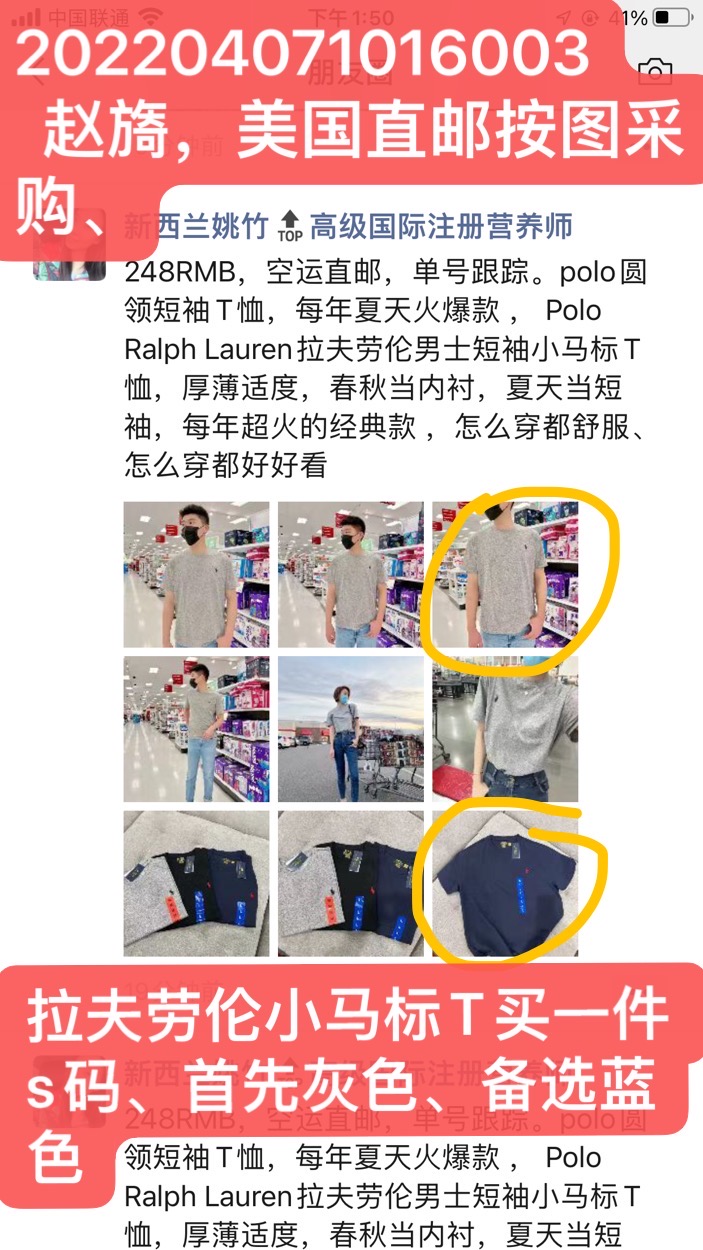 中国联通
下午1:50
41%
202204071016003
赵旖，美国直邮按图采
购、
朋友圈
新西兰姚竹 TOP 高级国际注册营养师
248RMB，空运直邮，单号跟踪。polo圆
领短袖T恤，每年夏天火爆款 ， Polo
Ralph Lauren拉夫劳伦男士短袖小马标T
恤，厚薄适度，春秋当内衬，夏天当短
袖，每年超火的经典款 ，怎么穿都舒服、
怎么穿都好好看
拉夫劳伦小马标T买一件
s码、首先灰色、备选蓝
色
248RMB，空运直邮，单号跟踪。polo圆
领短袖T恤，每年夏天火爆款 ， Polo
Ralph Lauren拉夫劳伦男士短袖小马标T
恤，厚薄适度，春秋当内衬，夏天当短